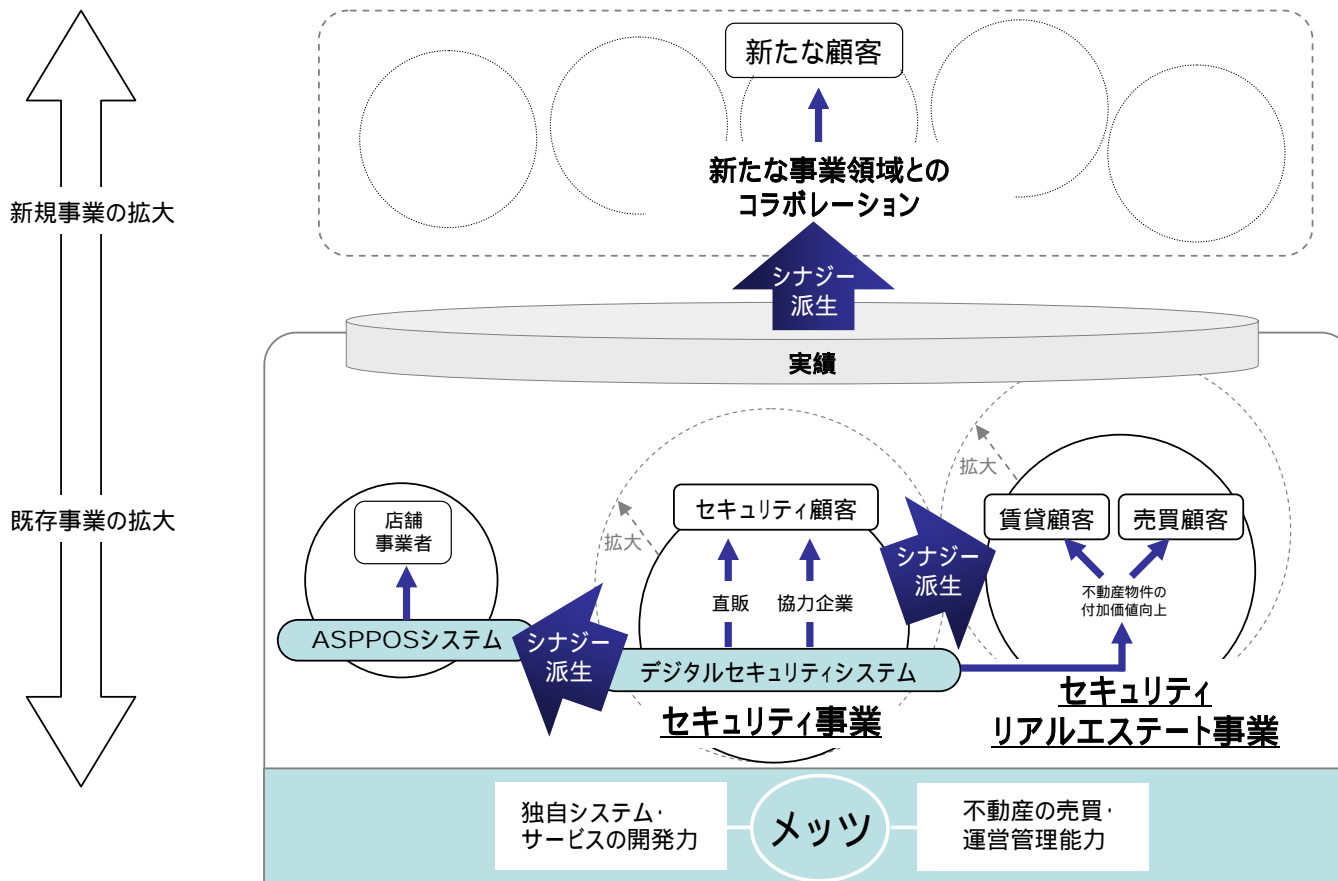 新たな顧客
新たな事業領域との
コラボレーション
新規事業の拡大
シナジー
派生
実績
拡大
既存事業の拡大
店舗
事業者
ASPPOSシステム
シナジー
派生
拡大
セキュリティ顧客
直販
協力企業
デジタルセキュリティシステム
セキュリティ事業
シナジー
派生
賃貸顧客
売買顧客
不動産物件の
付加価値向上
セキュリティ
リアルエステート事業
独自システム・
サービスの開発力
メッツ
不動産の売買・
運営管理能力